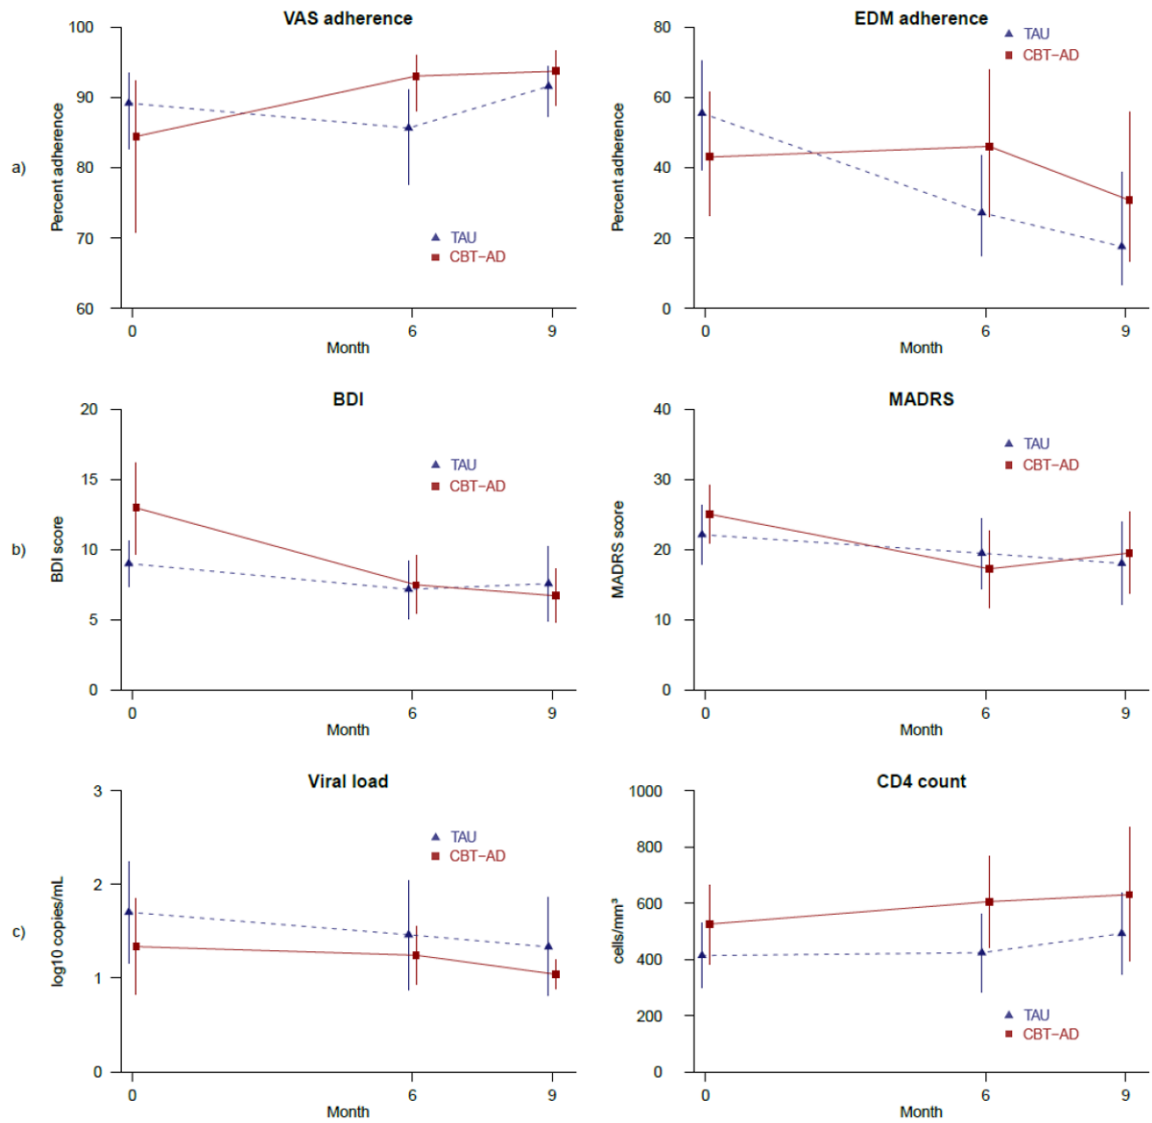 VAS adherence
100
90
80
70
60
Percent adherence
a)
TAU
CBT−AD
0 6 9
Month
EDM adherence
80
60
40
20
0
Percent adherence
TAU
CBT−AD
0 6 9
Month
BDI
20
15
10
5
0
BDI score
b)
TAU
CBT−AD
0 6 9
Month
MADRS
40
30
20
10
0
MADRS score
TAU
CBT−AD
0 6 9
Month
Viral load
3
2
1
0
log10 copies/mL
c)
TAU
CBT−AD
0 6 9
Month
CD4 count
1000
800
600
400
200
0
cells/mm³
TAU
CBT−AD
0 6 9
Month